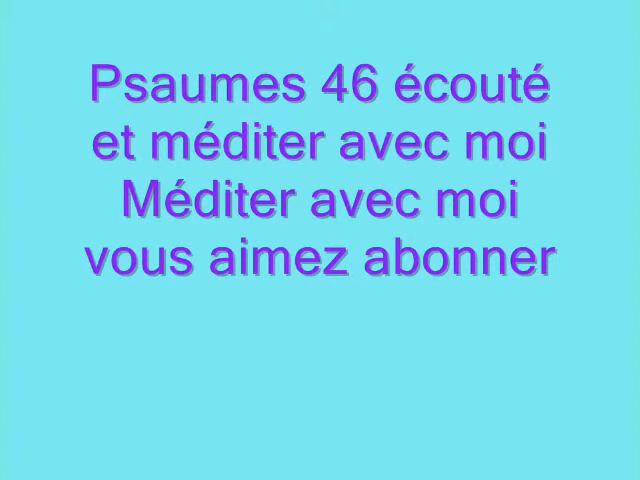 Psaumes 46 écouté
et méditer avec moi
Méditer avec moi
vous aimez abonner